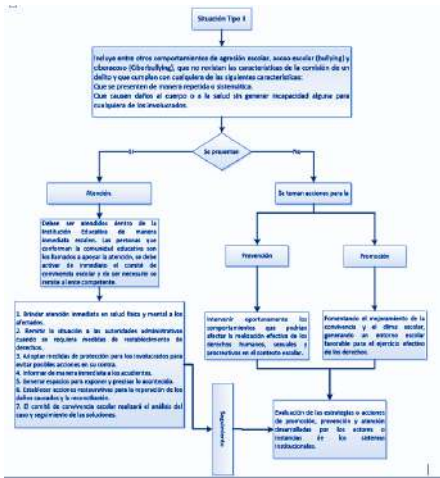 Situación Tipo II
Incluye entre otros comportamientos de agresión escolar, acoso escolar (bullying) y
ciberacoso (Ciberbullying), que no revistan las características de la comisión de un
delito y que cumplan con cualquiera de las siguientes características:
Que se presenten de manera repetida o sistemática.
Que causen daños al cuerpo o a la salud sin generar incapacidad alguna para
cualquiera de los involucrados.
Se presentan
Si
No
Atención
Se toman acciones para la
Deben ser atendidos dentro de la
Institución Educativa de manera
inmediata. Las personas que
conforman la comunidad educativa son
los llamados a apoyar la atención, se debe
activar de inmediato el comité de
convivencia escolar y de ser necesario se
remite al ente competente.
Prevención
Promoción
1. Brindar atención inmediata en salud física y mental a los
afectados.
2. Remitir la situación a las autoridades administrativas
cuando se requiera medidas de restablecimiento de
derechos.
3. Adoptar medidas de protección para los involucrados para
evitar posibles acciones en su contra.
4. Informar de manera inmediata a los acudientes.
5. Generar espacios para exponer y precisar lo acontecido.
6. Establecer acciones restaurativas para la reparación de los
daños causados y la reconciliación.
7. El comité de convivencia escolar realizará el análisis del
caso y seguimiento de las soluciones.
Intervenir oportunamente los
comportamientos que podrían
afectar la realización efectiva de los
derechos humanos, sexuales y
reproductivos en el contexto escolar.
Fomentando el mejoramiento de la
convivencia y el clima escolar,
generando un entorno escolar
favorable para el ejercicio efectivo
de los derechos.
Seguimiento
Evaluación de las estrategias o acciones
de promoción, prevención y atención
desarrolladas por los actores o
instancias de los sistemas
institucionales.